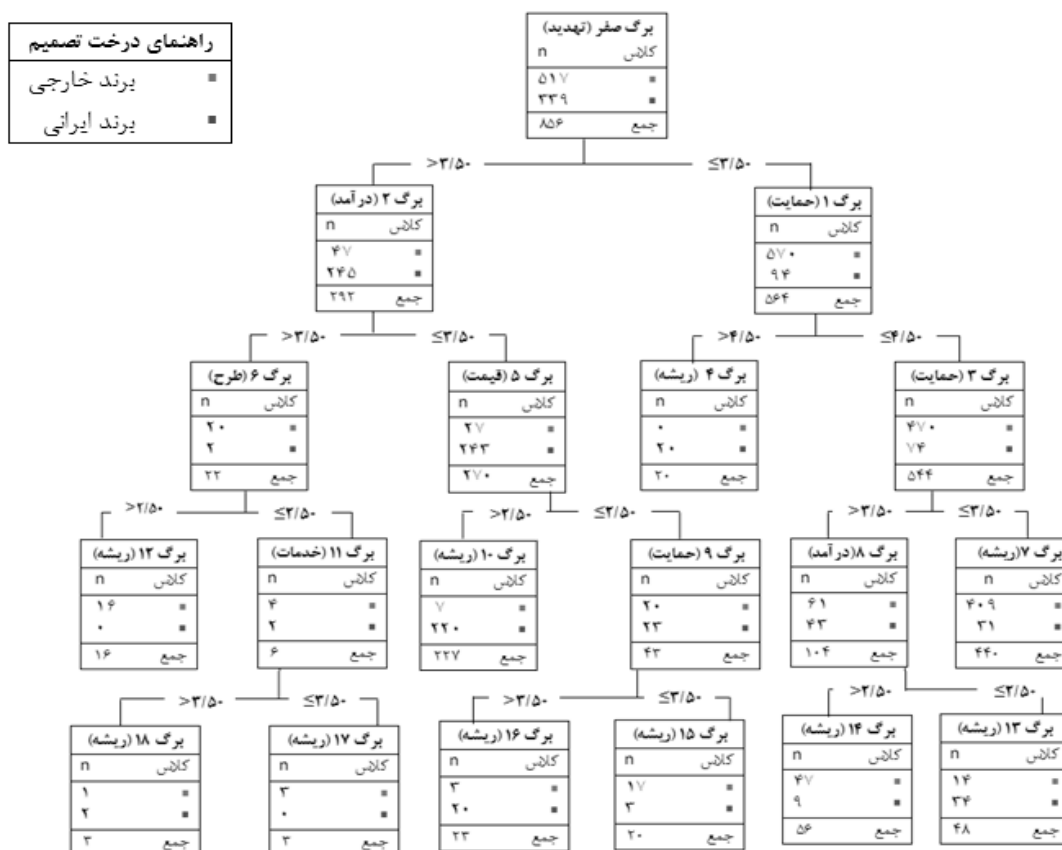 راهنمای درخت تصمیم
برند خارجی
برند ایرانی
برگ صفر (تهدید)
کلاس n
۵۱۷
۳۳۹
جمع ۸۵۶
>۳/۵۰
≤۳/۵۰
برگ ۲ (درآمد)
کلاس n
۴۷
۲۴۵
جمع ۲۹۲
برگ ۱ (حمایت)
کلاس n
۵۷۰
۹۴
جمع ۵۶۴
>۳/۵۰
≤۳/۵۰
>۴/۵۰
≤۴/۵۰
برگ ۶ (طرح)
کلاس n
۲۰
۲
جمع ۲۲
برگ ۵ (قیمت)
کلاس n
۲۷
۲۴۳
جمع ۲۷۰
برگ ۴ (ریشه)
کلاس n
۰
۲۰
جمع ۲۰
برگ ۳ (حمایت)
کلاس n
۴۷۰
۷۴
جمع ۵۴۴
>۲/۵۰
≤۲/۵۰
>۲/۵۰
≤۲/۵۰
>۳/۵۰
≤۳/۵۰
برگ ۱۲ (ریشه)
کلاس n
۱۶
۰
جمع ۱۶
برگ ۱۱ (خدمات)
کلاس n
۴
۲
جمع ۶
برگ ۱۰ (ریشه)
کلاس n
۷
۲۲۰
جمع ۲۲۷
برگ ۹ (حمایت)
کلاس n
۲۰
۲۳
جمع ۴۳
برگ ۸(درآمد)
کلاس n
۶۱
۴۳
جمع ۱۰۴
برگ ۷(ریشه)
کلاس n
۴۰۹
۳۱
جمع ۴۴۰
>۳/۵۰
≤۳/۵۰
>۳/۵۰
≤۳/۵۰
>۲/۵۰
≤۲/۵۰
برگ ۱۸ (ریشه)
کلاس n
۱
۲
جمع ۳
برگ ۱۷ (ریشه)
کلاس n
۳
۰
جمع ۳
برگ ۱۶ (ریشه)
کلاس n
۳
۲۰
جمع ۲۳
برگ ۱۵ (ریشه)
کلاس n
۱۷
۳
جمع ۲۰
برگ ۱۴ (ریشه)
کلاس n
۴۷
۹
جمع ۵۶
برگ ۱۳ (ریشه)
کلاس n
۱۴
۳۴
جمع ۴۸